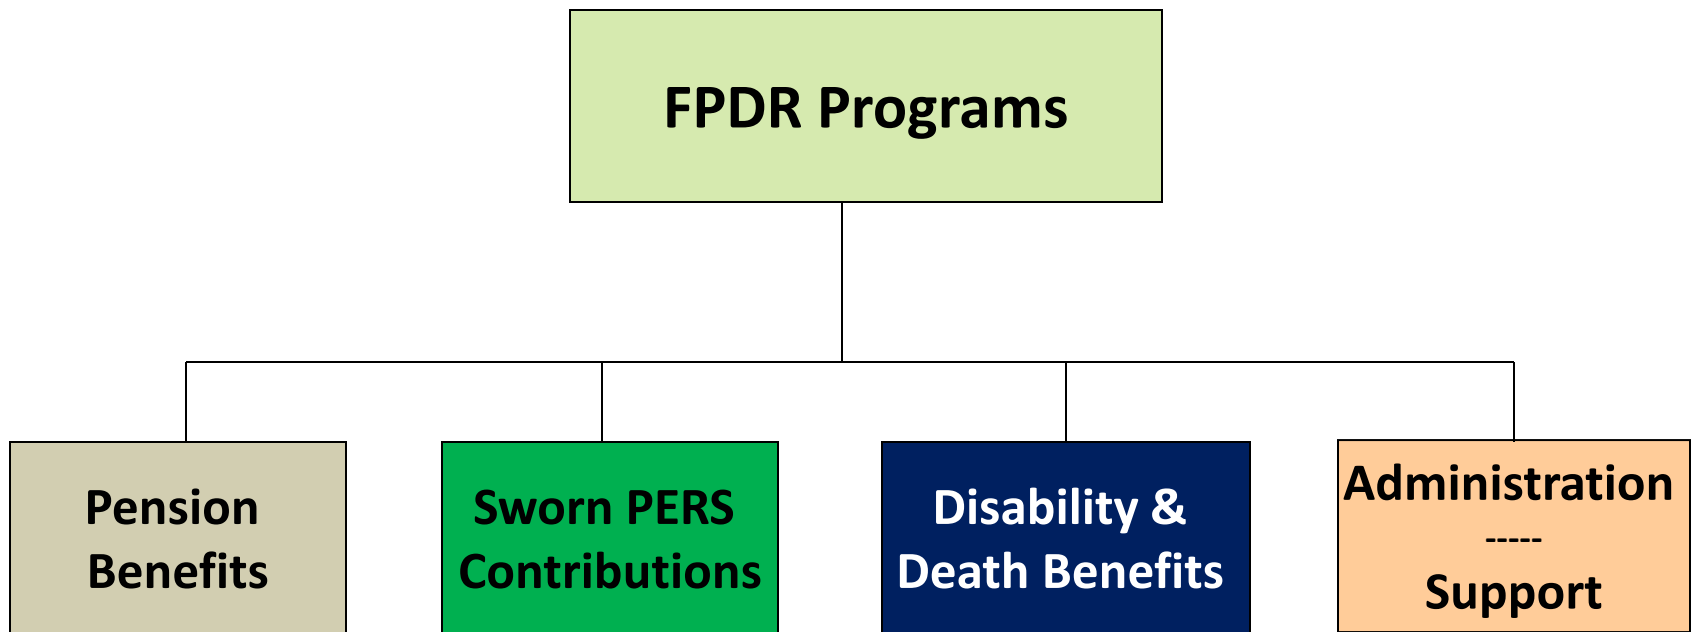 FPDR Programs
Pension
Benefits
Sworn PERS
Contributions
Disability &
Death Benefits
Administration
-----
Support